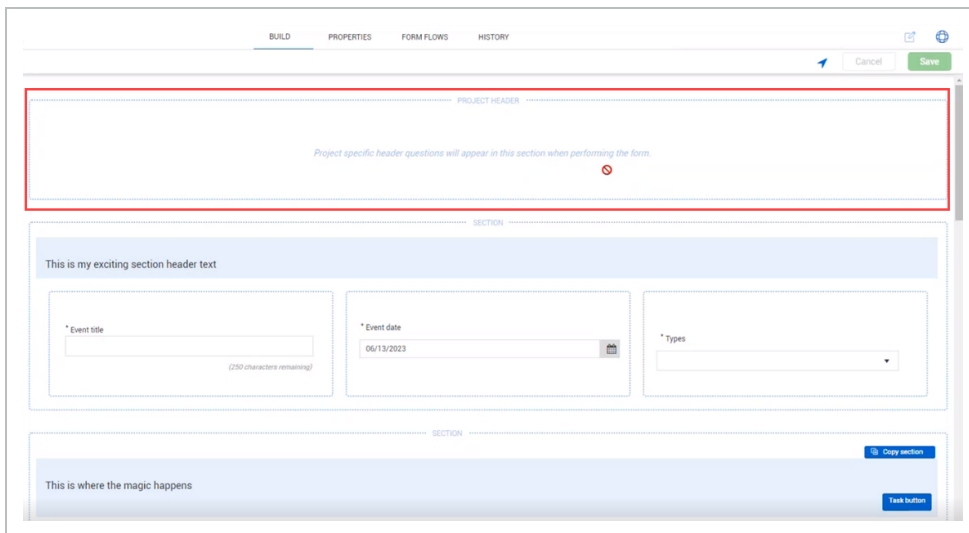 BUILD PROPERTIES FORM FLOWS HISTORY
Cancel Save
PROJECT HEADER
Project specific header questions will appear in this section when performing the form.
SECTION
This is my exciting section header text
* Event title
(250 characters remaining)
* Event date
06/13/2023
* Types
SECTION
Copy section
This is where the magic happens
Task button